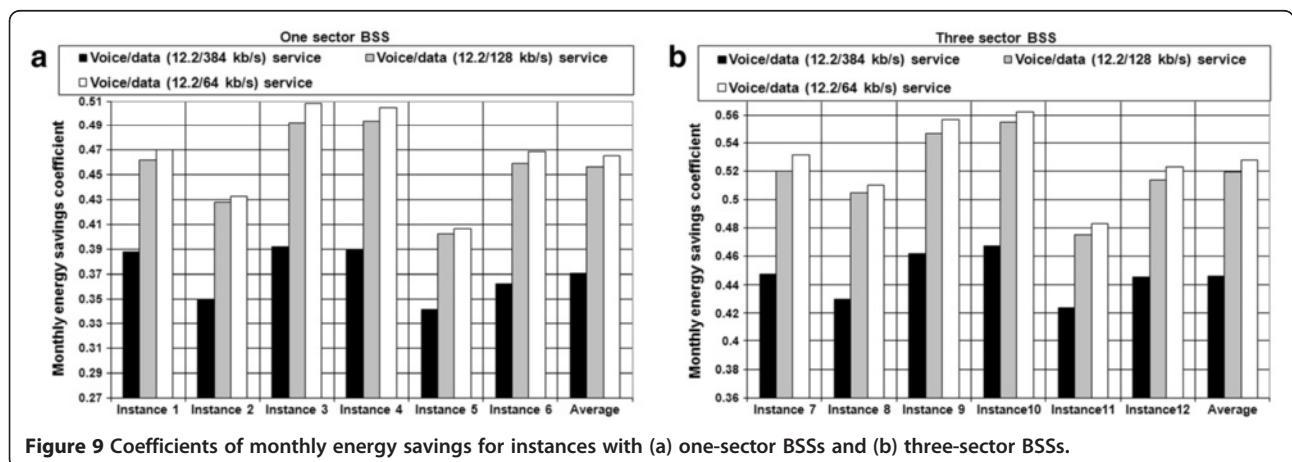 a
One sector BSS
Voice/data (12.2/384 kb/s) service
Voice/data (12.2/128 kb/s) service
Voice/data (12.2/64 kb/s) service
Monthly energy savings coefficient
0.51
0.49
0.47
0.45
0.43
0.41
0.39
0.37
0.35
0.33
0.31
0.29
0.27
Instance 1
Instance 2
Instance 3
Instance 4
Instance 5
Instance 6
Average
b
Three sector BSS
Voice/data (12.2/384 kb/s) service
Voice/data (12.2/128 kb/s) service
Voice/data (12.2/64 kb/s) service
Monthly energy savings coefficient
0.56
0.52
0.5
0.48
0.46
0.44
0.42
0.4
0.38
0.36
Instance 7
Instance 8
Instance 9
Instance10
Instance11
Instance12
Average
Figure 9 Coefficients of monthly energy savings for instances with (a) one-sector BSSs and (b) three-sector BSSs.